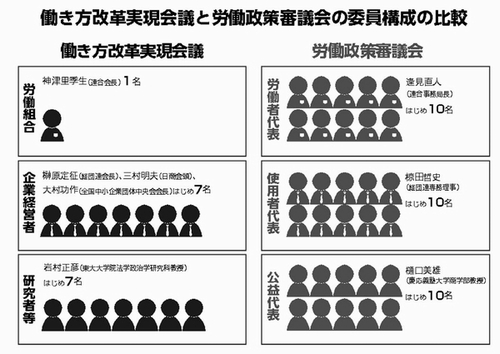 働き方改革実現会議と労働政策審議会の委員構成の比較
働き方改革実現会議
労働組合
神津里季生(連合会長)1名
企業経営者
榊原定征(経団連会長)、三村明夫(日商会頭)、
大村功作(全国中小企業団体中央会会長)はじめ7名
研究者等
岩村正彦(東大大学院法学政治学研究科教授)
はじめ7名
労働政策審議会
労働者代表
逢見直人
(連合事務局長)
はじめ10名
使用者代表
椋田哲史
(経団連専務理事)
はじめ10名
公益代表
樋口美雄
(慶応義塾大学商学部教授)
はじめ10名